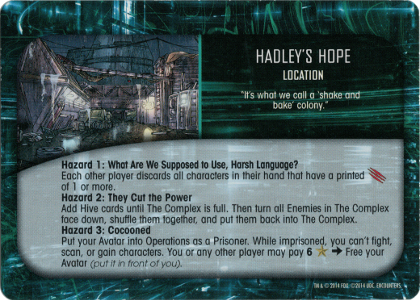 HADLEY'S HOPE
LOCATION
"It's what we call a 'shake and
bake' colony."
Hazard 1: What Are We Supposed to Use, Harsh Language?
Each other player discards all characters in their hand that have a printed
of 1 or more.
Hazard 2: They Cut the Power
Add Hive cards until The Complex is full. Then turn all Enemies in The Complex
face down, shuffle them together, and put them back into The Complex.
Hazard 3: Cocooned
Put your Avatar into Operations as a Prisoner. While imprisoned, you can't fight,
scan, or gain characters. You or any other player may pay 6 ★ → Free your
Avatar (put it in front of you).
TM & © 2014 FOX. ©2014 UDC. ENCOUNTERS